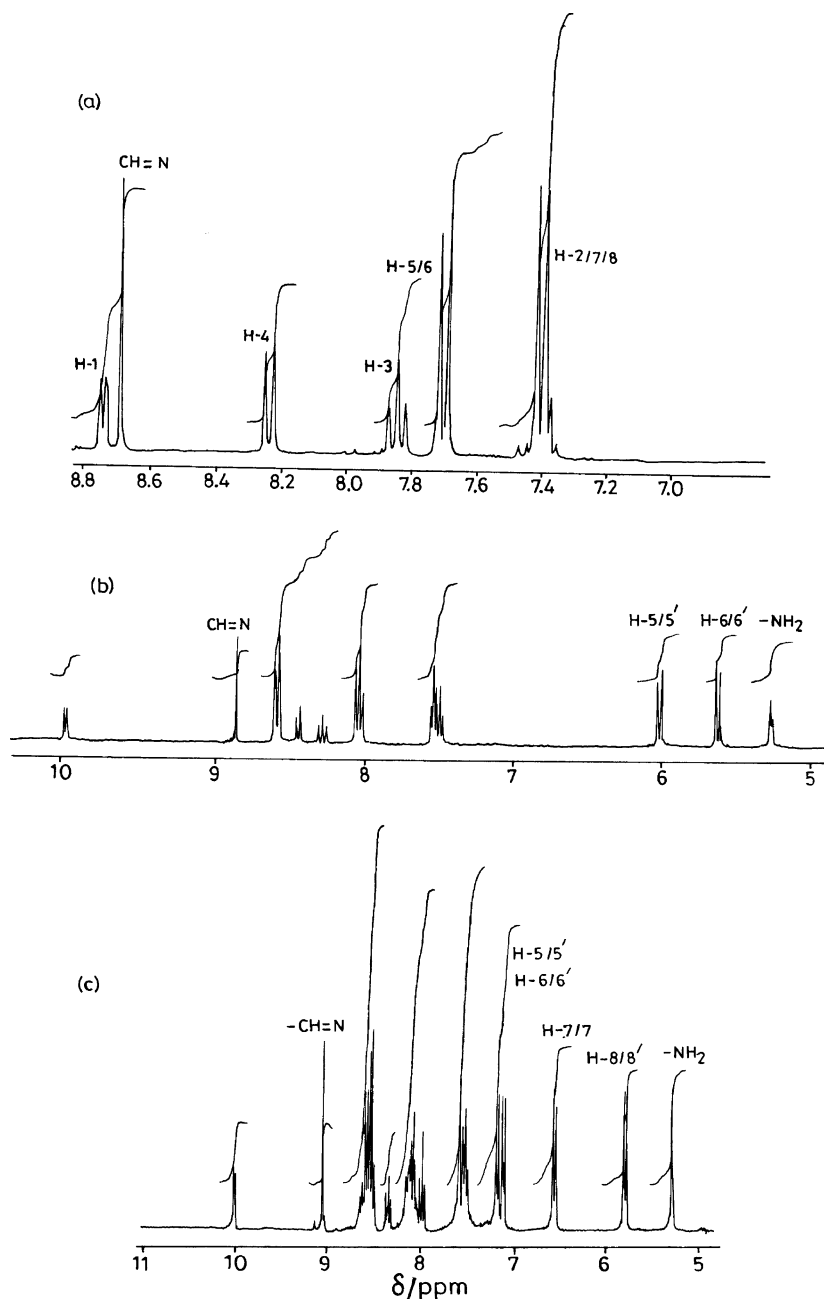 (a)
CH=N
H-1
H-4
H-3
H-5/6
H-2/7/8
8.8 8.6 8.4 8.2 8.0 7.8 7.6 7.4 7.2 7.0
(b)
CH=N
H-5/5′
H-6/6′
-NH2
10 9 8 7 6 5
(c)
-CH=N
H-5/5′
H-6/6′
H-7/7
H-8/8′
-NH2
11 10 9 8 7 6 5
δ/ppm